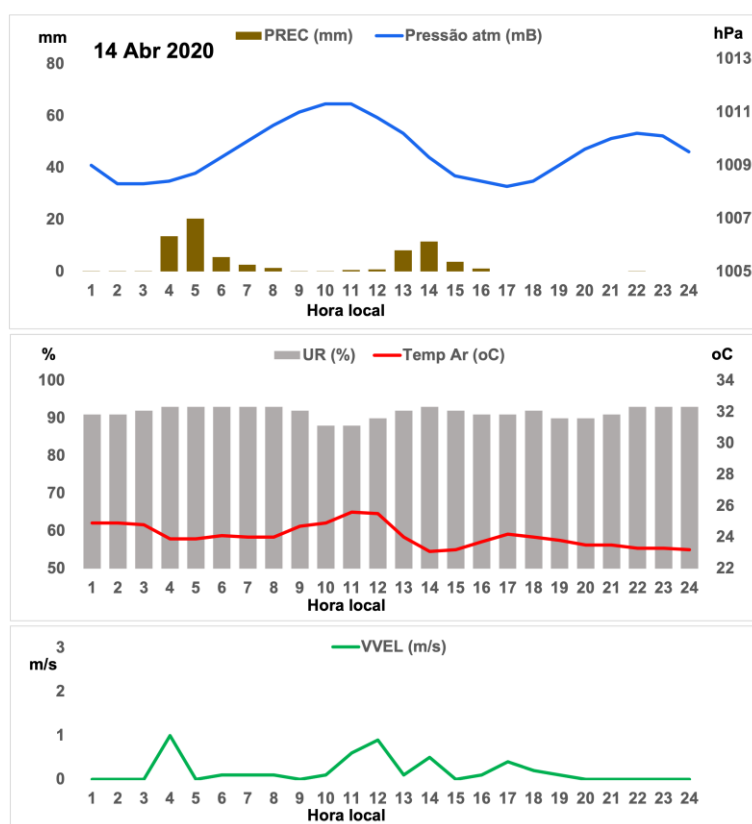 mm
PREC (mm) Pressão atm (mB)
hPa
14 Abr 2020
80
60
40
20
0
1013
1011
1009
1007
1005
1 2 3 4 5 6 7 8 9 10 11 12 13 14 15 16 17 18 19 20 21 22 23 24
Hora local
%
UR (%) Temp Ar (oC)
oC
100
90
80
70
60
50
34
32
30
28
26
24
22
1 2 3 4 5 6 7 8 9 10 11 12 13 14 15 16 17 18 19 20 21 22 23 24
Hora local
VVEL (m/s)
m/s
3
2
1
0
1 2 3 4 5 6 7 8 9 10 11 12 13 14 15 16 17 18 19 20 21 22 23 24
Hora local